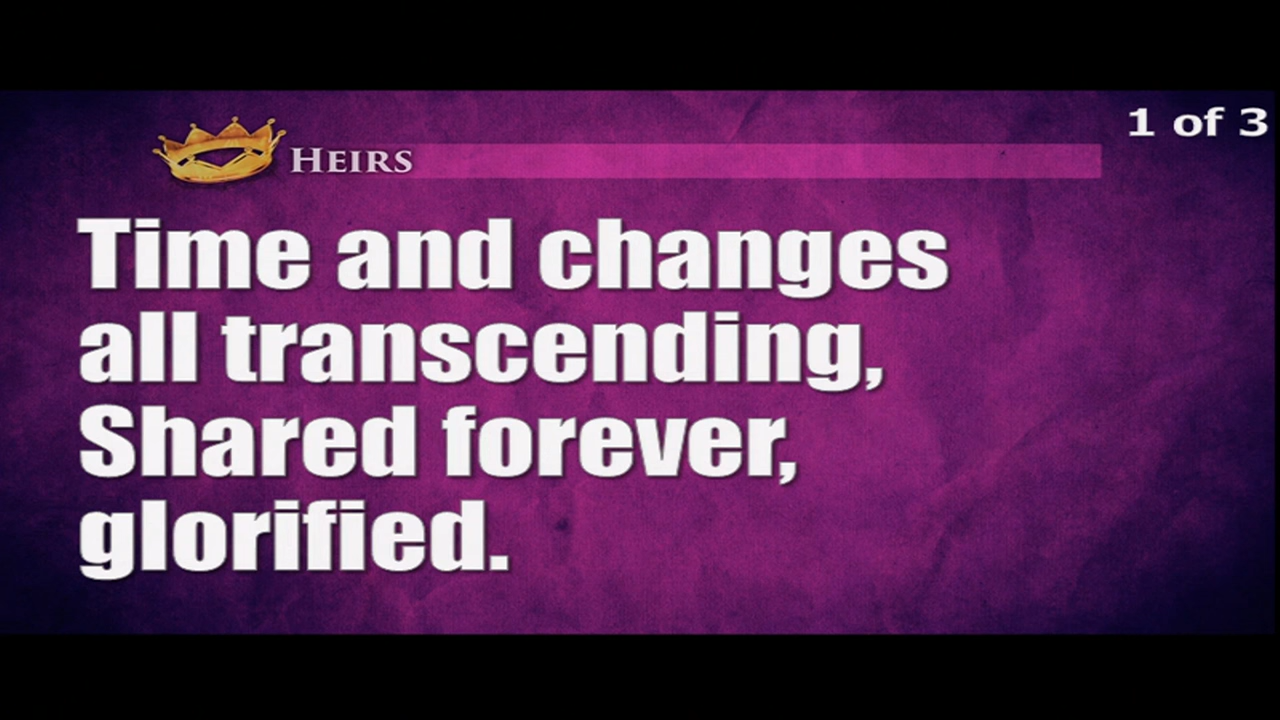 1 of 3
Heirs
Time and changes
all transcending,
Shared forever,
glorified.